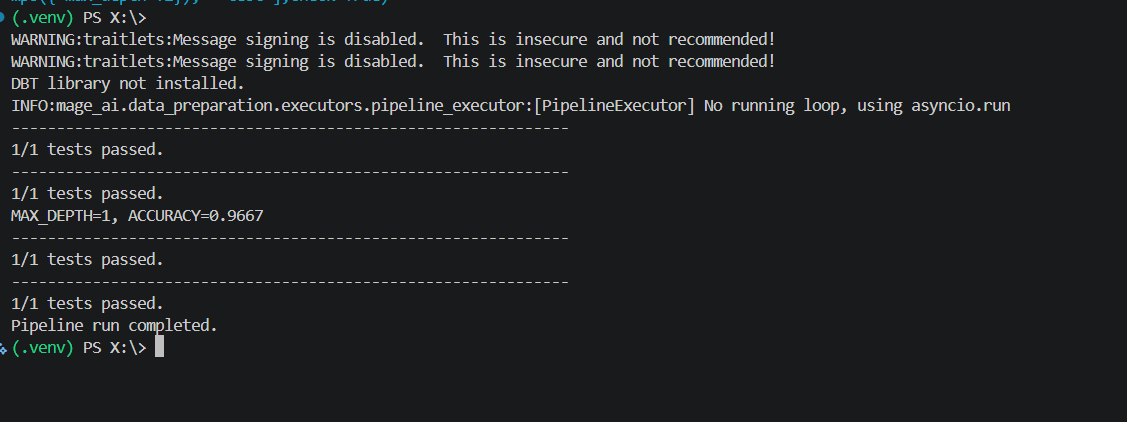 (.venv) PS X:\>
WARNING:traitlets:Message signing is disabled.  This is insecure and not recommended!
WARNING:traitlets:Message signing is disabled.  This is insecure and not recommended!
DBT library not installed.
INFO:mage_ai.data_preparation.executors.pipeline_executor:[PipelineExecutor] No running loop, using asyncio.run
--------------------------------------------------------------
1/1 tests passed.
--------------------------------------------------------------
1/1 tests passed.
MAX_DEPTH=1, ACCURACY=0.9667
--------------------------------------------------------------
1/1 tests passed.
--------------------------------------------------------------
1/1 tests passed.
Pipeline run completed.
(.venv) PS X:\>